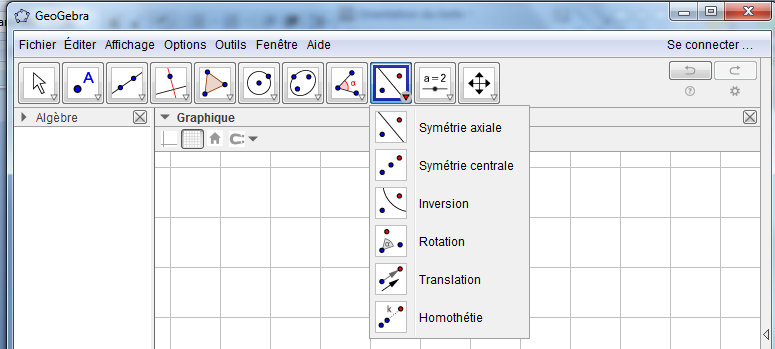 GeoGebra
Fichier Éditer Affichage Options Outils Fenêtre Aide Se connecter ...
A α a = 2
Algèbre Graphique
Symétrie axiale
Symétrie centrale
Inversion
α Rotation
Translation
k Homothétie